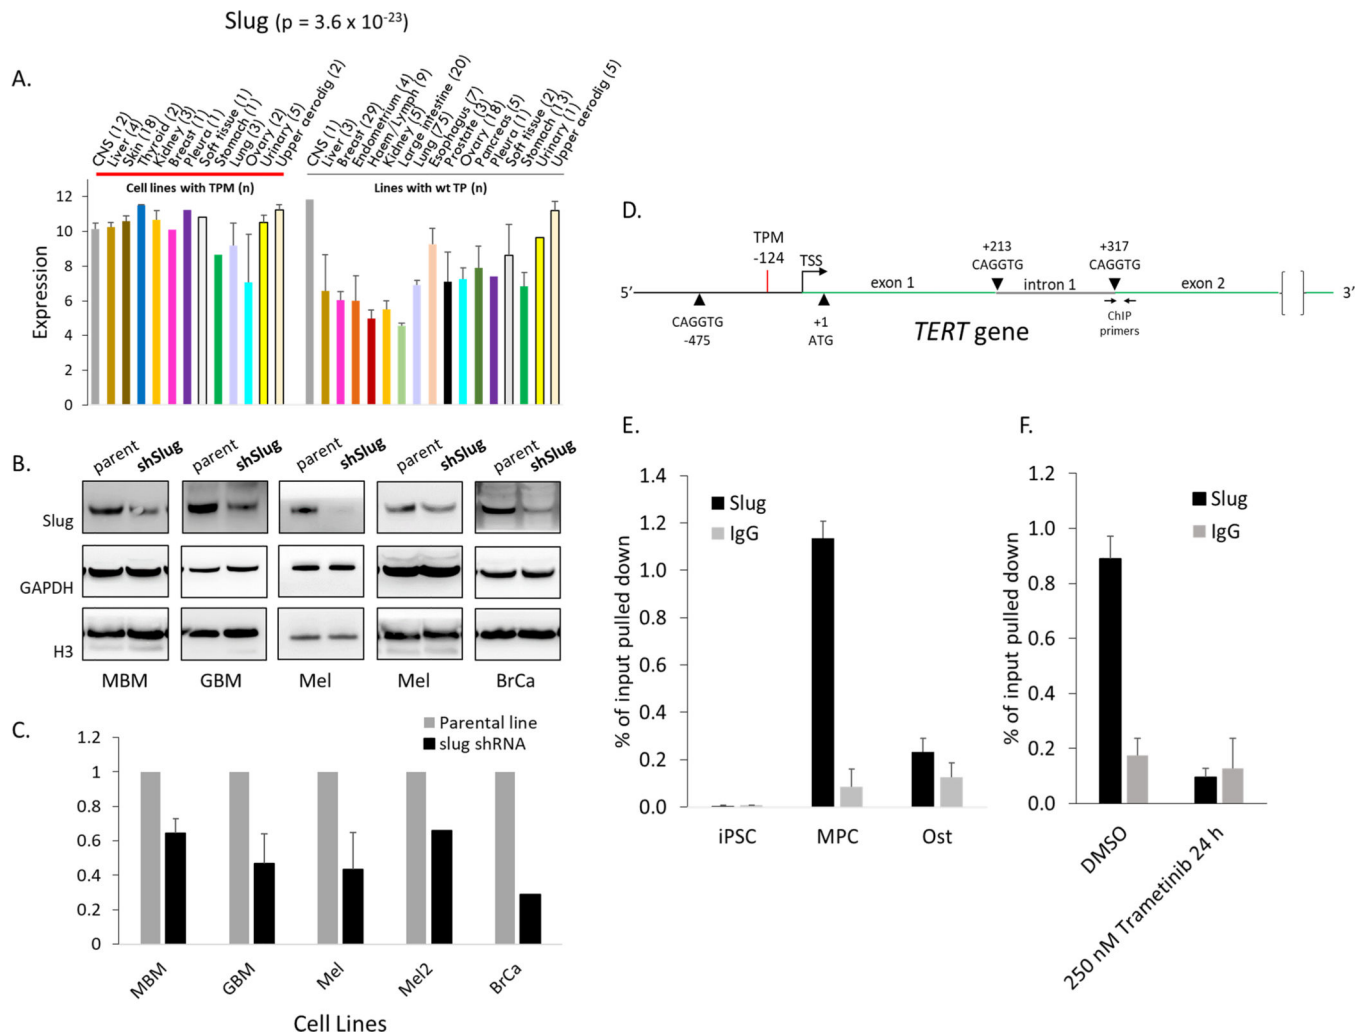 Slug (p = 3.6 x 10⁻²³)
A.
CNS (12)
Liver (4)
Skin (18)
Thyroid (2)
Kidney (3)
Breast (1)
Pleura (1)
Soft tissue (1)
Stomach (1)
Lung (3)
Ovary (2)
Urinary (5)
Upper aerodig (2)
CNS (1)
Liver (3)
Breast (29)
Endometrium (4)
Haem/Lymph (9)
Kidney (5)
Large intestine (20)
Lung (75)
Esophagus (7)
Prostate (3)
Ovary (18)
Pancreas (5)
Pleura (1)
Soft tissue (2)
Stomach (13)
Urinary (1)
Upper aerodig (5)
Cell lines with TPM (n)
Lines with wt TP (n)
Expression
12
10
8
6
4
2
0
B.
parent shSlug
parent shSlug
parent shSlug
parent shSlug
parent shSlug
Slug
GAPDH
H3
MBM GBM Mel Mel BrCa
C.
Parental line
slug shRNA
1.2
1
0.8
0.6
0.4
0.2
0
MBM
GBM
Mel
Mel2
BrCa
Cell Lines
D.
TPM
-124
TSS
+213
CAGGTG
+317
CAGGTG
5’
exon 1
intron 1
exon 2
3’
CAGGTG
-475
+1
ATG
TERT gene
ChIP
primers
E.
% of input pulled down
1.4
1.2
1.0
0.8
0.6
0.4
0.2
0.0
Slug
IgG
iPSC MPC Ost
F.
% of input pulled down
1.2
1.0
0.8
0.6
0.4
0.2
0.0
Slug
IgG
DMSO
250 nM Trametinib 24 h